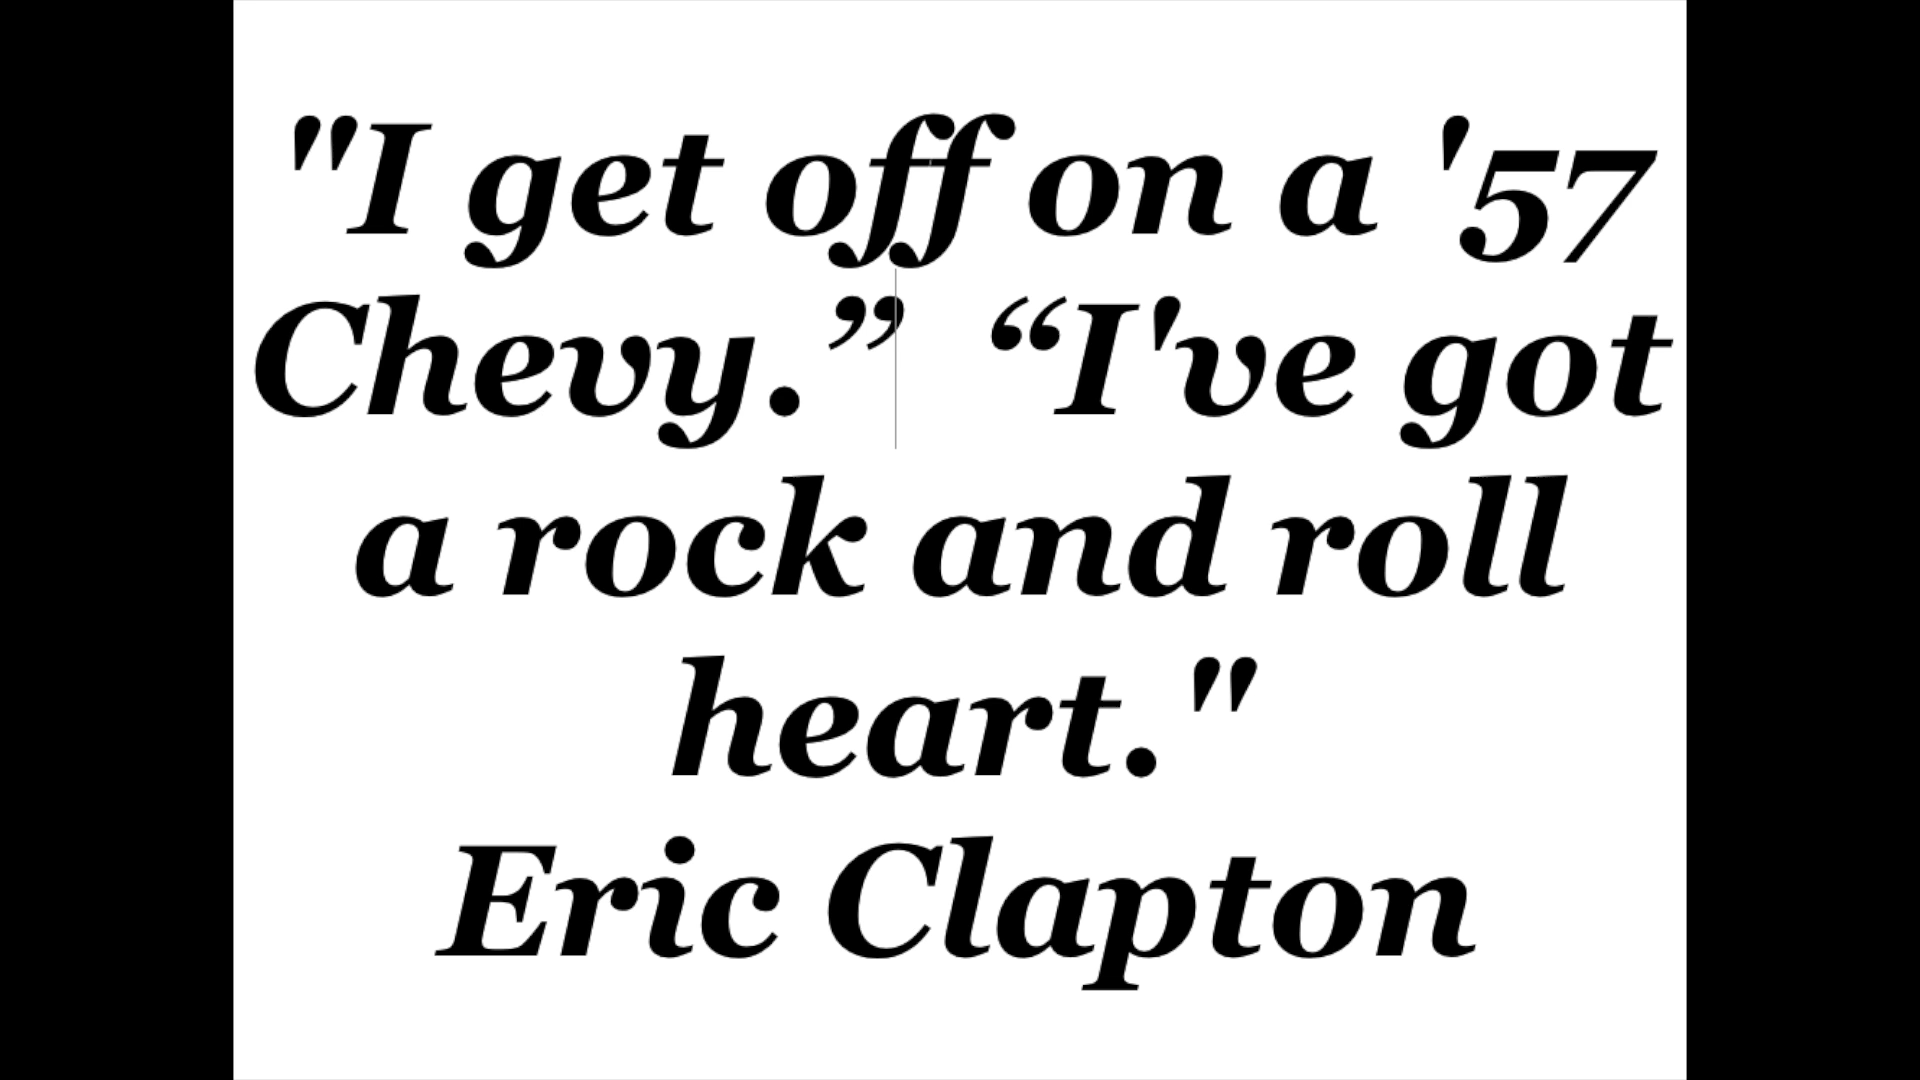 "I get off on a '57
Chevy.” “I've got
a rock and roll
heart."
Eric Clapton